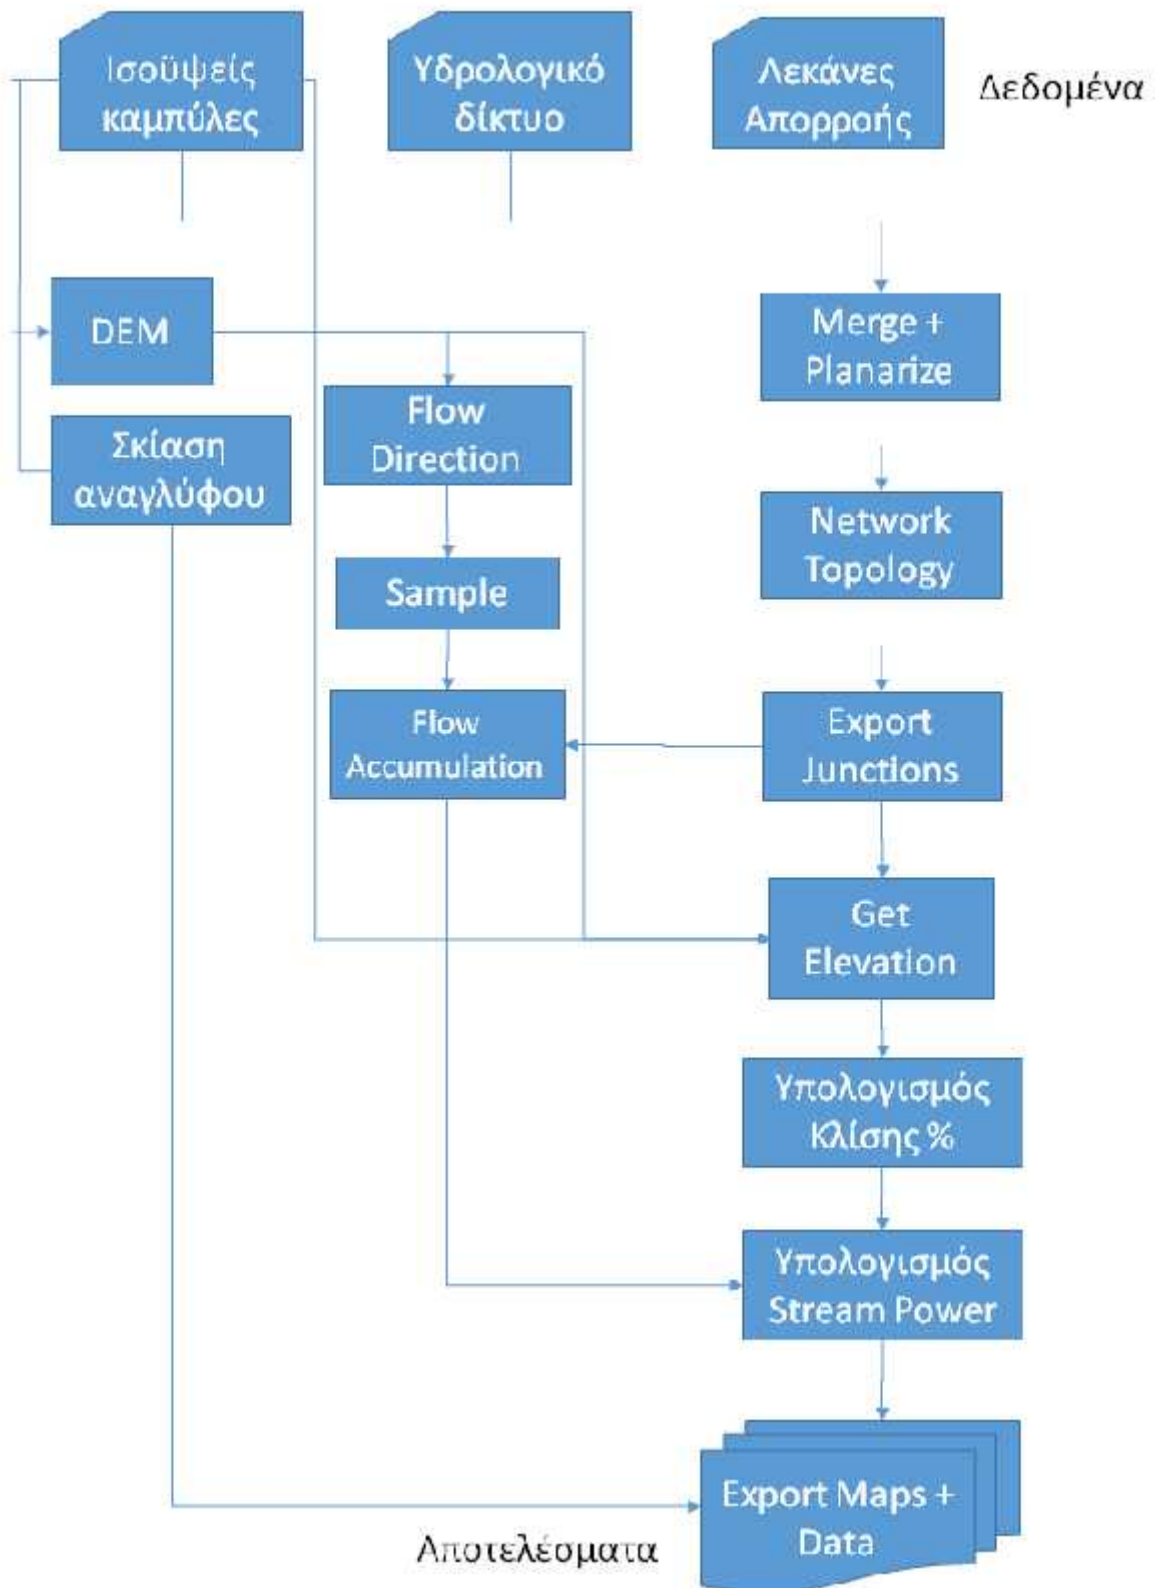 Ισοϋψείς
καμπύλες
Υδρολογικό
δίκτυο
Λεκάνες
Απορροής
Δεδομένα
DEM
Merge +
Planarize
Flow
Direction
Σκίαση
αναγλύφου
Network
Topology
Sample
Flow
Accumulation
Export
Junctions
Get
Elevation
Υπολογισμός
Κλίσης %
Υπολογισμός
Stream Power
Export Maps +
Data
Αποτελέσματα